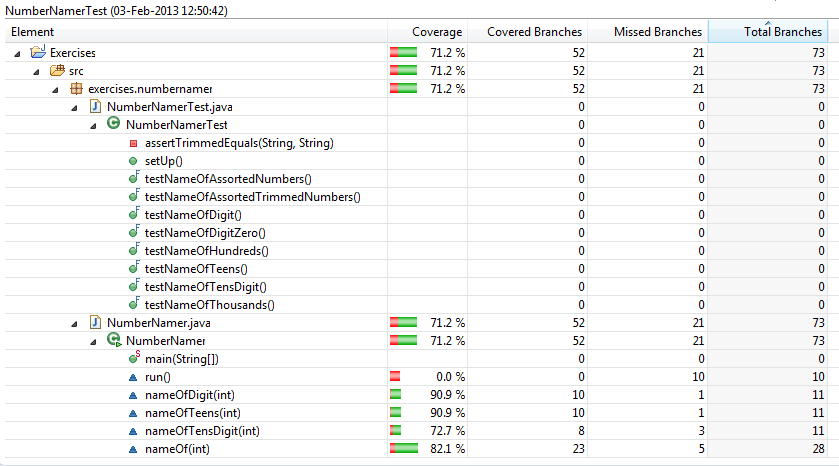 NumberNamerTest (03-Feb-2013 12:50:42)
Element Coverage Covered Branches Missed Branches Total Branches
Exercises 71.2 % 52 21 73
src 71.2 % 52 21 73
exercises.numbernamer 71.2 % 52 21 73
NumberNamerTest.java 0 0 0
NumberNamerTest 0 0 0
assertTrimmedEquals(String, String) 0 0 0
setUp() 0 0 0
testNameOfAssortedNumbers() 0 0 0
testNameOfAssortedTrimmedNumbers() 0 0 0
testNameOfDigit() 0 0 0
testNameOfDigitZero() 0 0 0
testNameOfHundreds() 0 0 0
testNameOfTeens() 0 0 0
testNameOfTensDigit() 0 0 0
testNameOfThousands() 0 0 0
NumberNamer.java 71.2 % 52 21 73
NumberNamer 71.2 % 52 21 73
main(String[]) 0 0 0
run() 0.0 % 0 10 10
nameOfDigit(int) 90.9 % 10 1 11
nameOfTeens(int) 90.9 % 10 1 11
nameOfTensDigit(int) 72.7 % 8 3 11
nameOf(int) 82.1 % 23 5 28